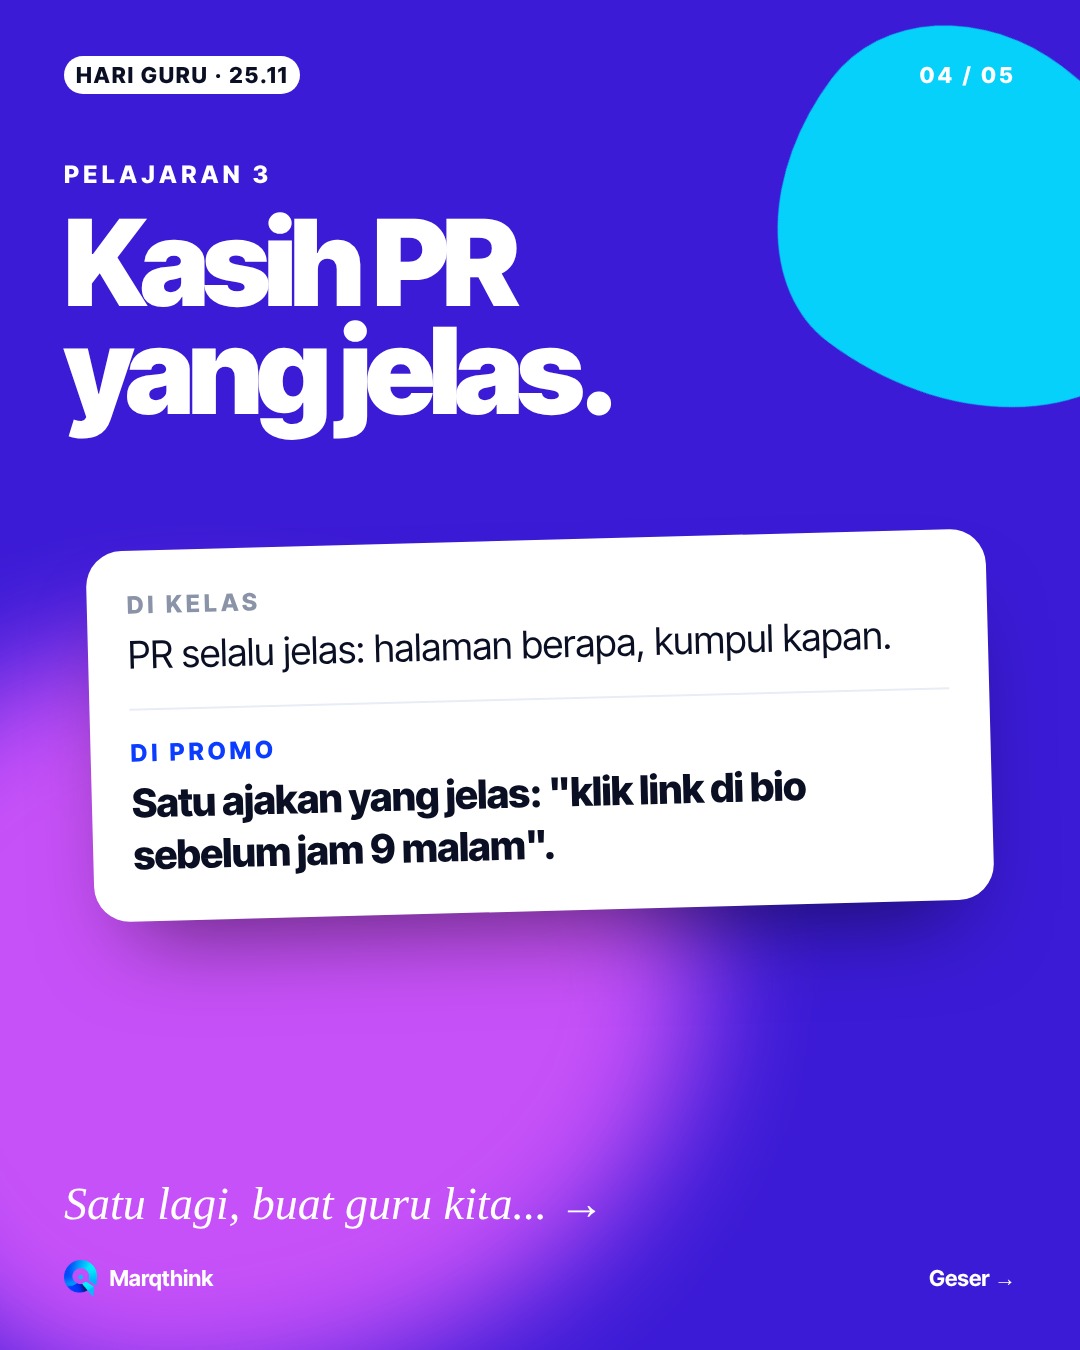 HARI GURU · 25.11
04 / 05
PELAJARAN 3
Kasih PR
yang jelas.
DI KELAS
PR selalu jelas: halaman berapa, kumpul kapan.
DI PROMO
Satu ajakan yang jelas: "klik link di bio
sebelum jam 9 malam".
Satu lagi, buat guru kita... →
Marqthink
Geser →